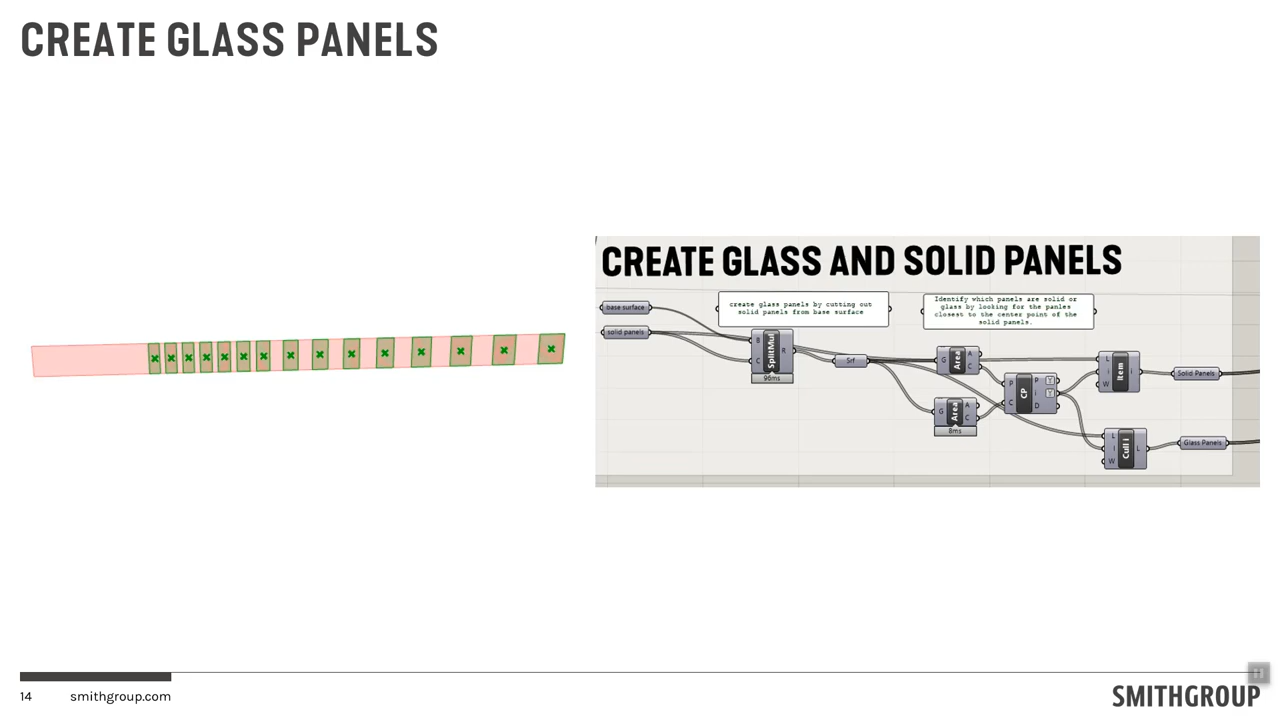 CREATE GLASS PANELS
CREATE GLASS AND SOLID PANELS
base surface
solid panels
create glass panels by cutting out
solid panels from base surface
Identify which panels are solid or
glass by looking for the panles
closest to the center point of the
solid panels.
B
C
SplitMul
R
96ms
Srf
G
Area
A
C
G
Area
A
C
8ms
P
C
CP
P
i
D
L
i
W
Item
i
Solid Panels
L
I
W
Cull i
L
Glass Panels
14
smithgroup.com
SMITHGROUP